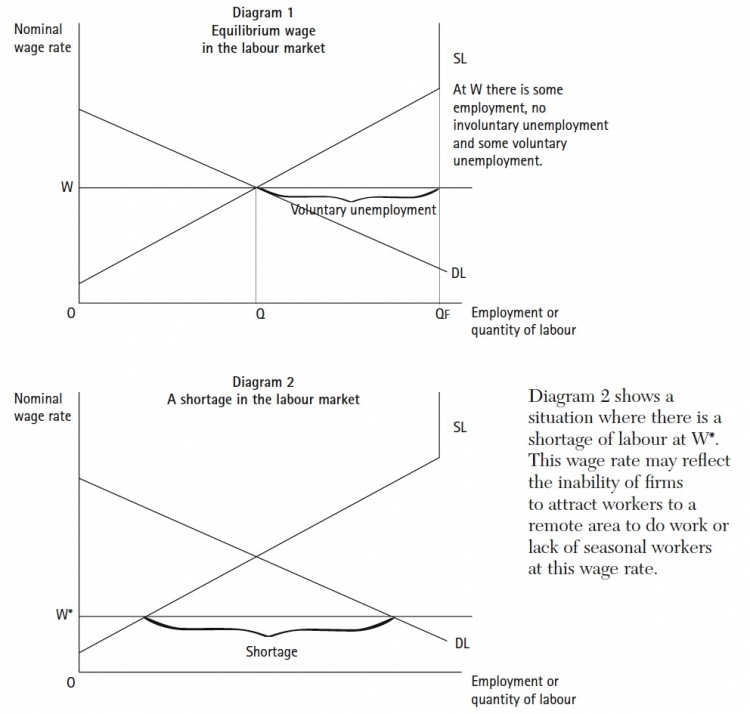 Diagram 1
Equilibrium wage
in the labour market
Nominal
wage rate
SL
At W there is some
employment, no
involuntary unemployment
and some voluntary
unemployment.
W
Voluntary unemployment
DL
O
Q
QF
Employment or
quantity of labour
Diagram 2
A shortage in the labour market
Nominal
wage rate
SL
Diagram 2 shows a
situation where there is a
shortage of labour at W*.
This wage rate may reflect
the inability of firms
to attract workers to a
remote area to do work or
lack of seasonal workers
at this wage rate.
W*
Shortage
DL
O
Employment or
quantity of labour